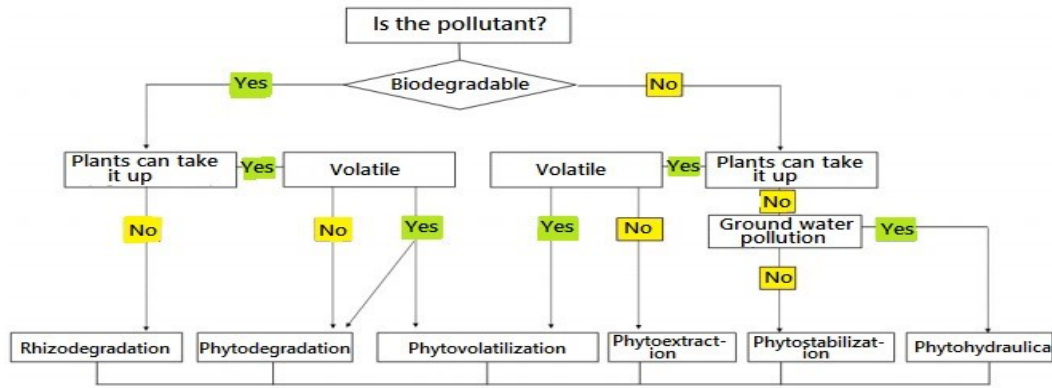 Is the pollutant?
Biodegradable
Yes
No
Plants can take
it up
Yes
Volatile
Volatile
Yes
Plants can take
it up
No
No
Yes
Yes
No
No
Ground water
pollution
Yes
No
Rhizodegradation
Phytodegradation
Phytovolatilization
Phytoextract-
ion
Phytostabilizat-
ion
Phytohydraulica